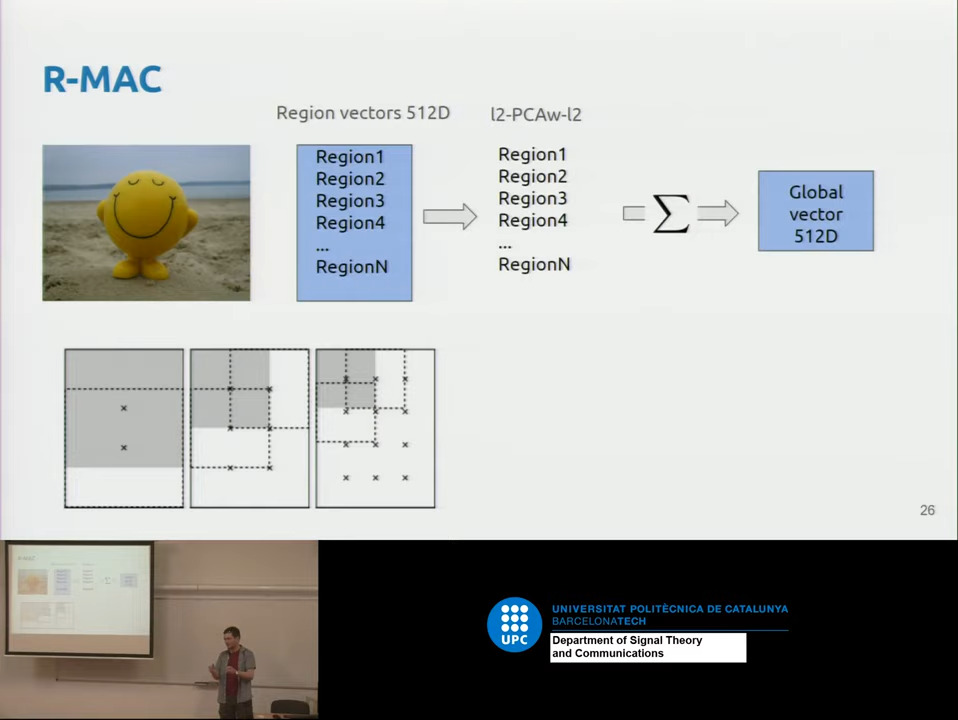 R-MAC
Region vectors 512D
l2-PCAw-l2
Region1
Region2
Region3
Region4
...
RegionN
Region1
Region2
Region3
Region4
...
RegionN
∑
Global
vector
512D
26
R-MAC
UPC
UNIVERSITAT POLITÈCNICA DE CATALUNYA
BARCELONATECH
Department of Signal Theory
and Communications